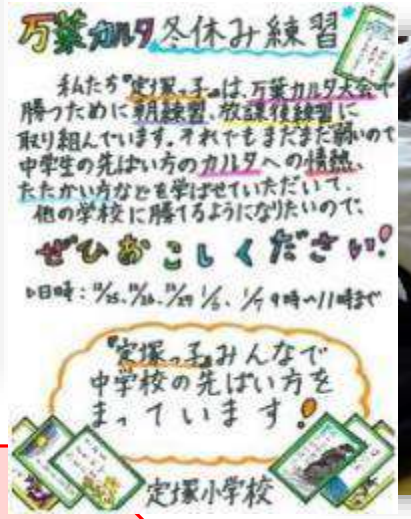 万葉カルタ冬休み練習
私たち『定塚っ子』は、万葉カルタ大会で
勝つために朝練習、放課後練習に
取り組んでいます。それでもまだまだ弱いので
中学生の先ぱい方のカルタへの情熱、
たたかい方などを学ばせていただいて、
他の学校に勝てるようになりたいので、
ぜひおこしください!
日時:12/25、12/26、12/27 1/6、1/7 9時~11時まで
『定塚っ子』みんなで
中学校の先ぱい方を
まっています!
定塚小学校